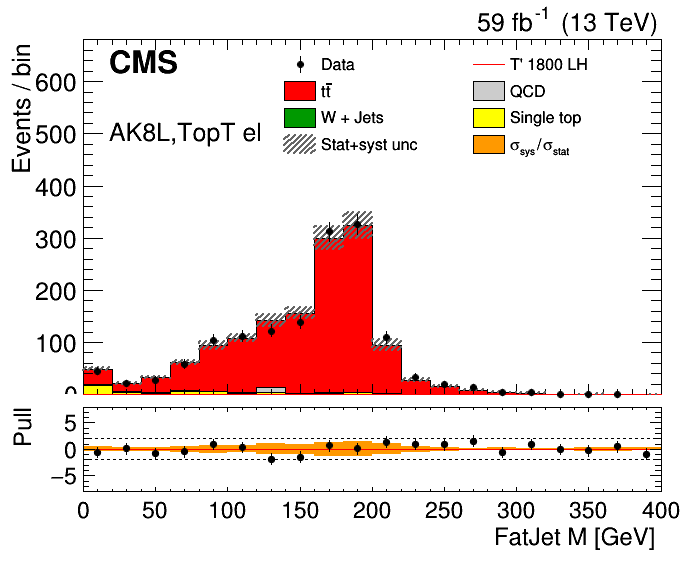 59 fb⁻¹ (13 TeV)
CMS
AK8L,TopT el
Data
tt̄
W + Jets
Stat+syst unc
T' 1800 LH
QCD
Single top
σsys/σstat
Events / bin
600
500
400
300
200
100
0
Pull
5
0
−5
0 50 100 150 200 250 300 350 400
FatJet M [GeV]